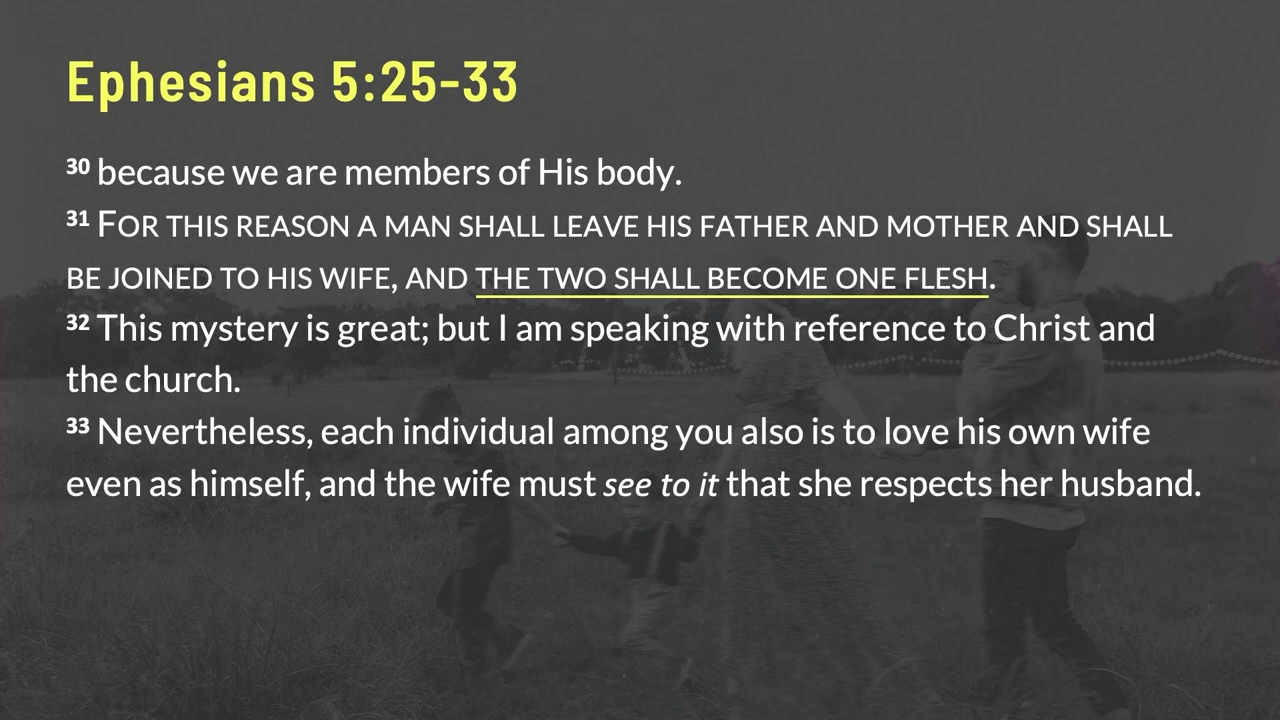 Ephesians 5:25-33
30 because we are members of His body.
31 FOR THIS REASON A MAN SHALL LEAVE HIS FATHER AND MOTHER AND SHALL
BE JOINED TO HIS WIFE, AND THE TWO SHALL BECOME ONE FLESH.
32 This mystery is great; but I am speaking with reference to Christ and
the church.
33 Nevertheless, each individual among you also is to love his own wife
even as himself, and the wife must see to it that she respects her husband.